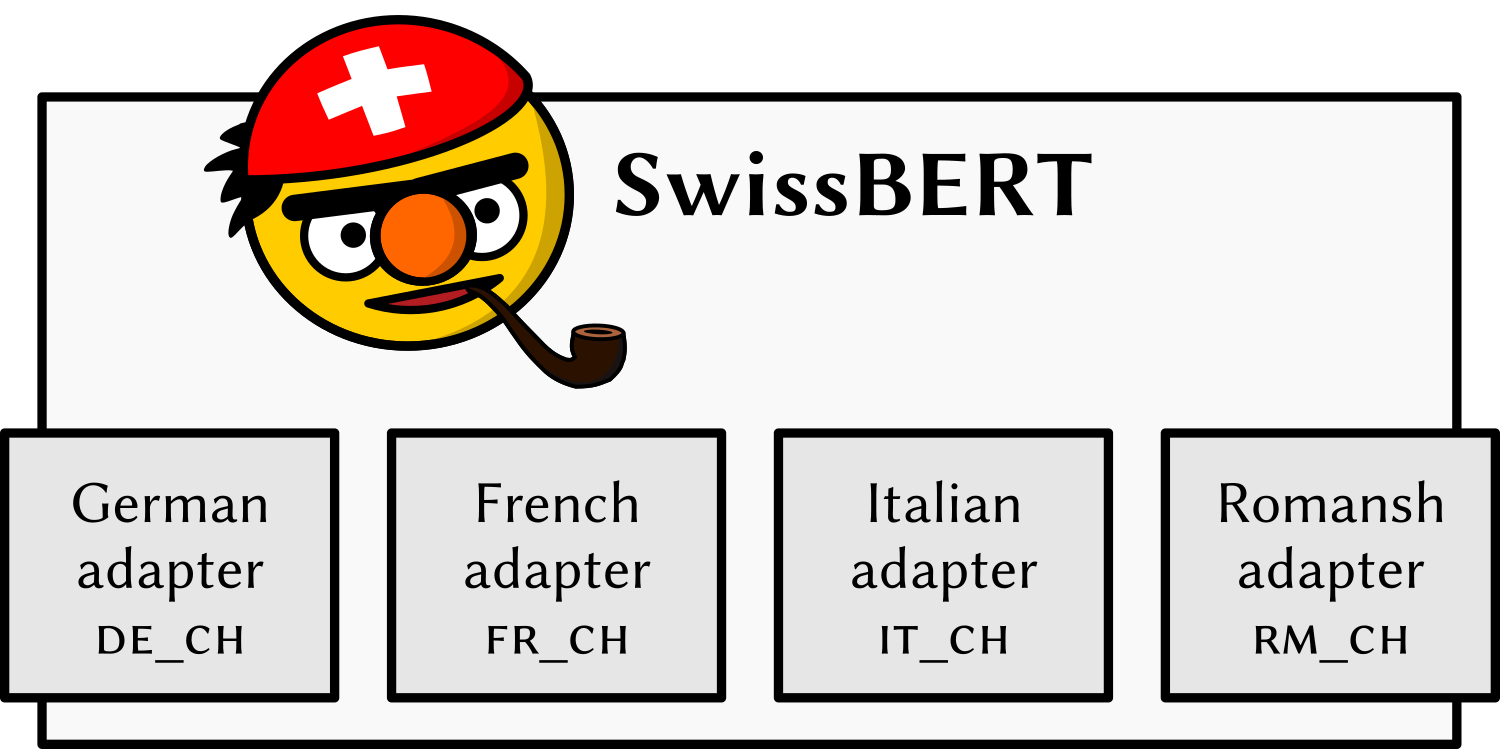 SwissBERT
German
adapter
DE_CH
French
adapter
FR_CH
Italian
adapter
IT_CH
Romansh
adapter
RM_CH